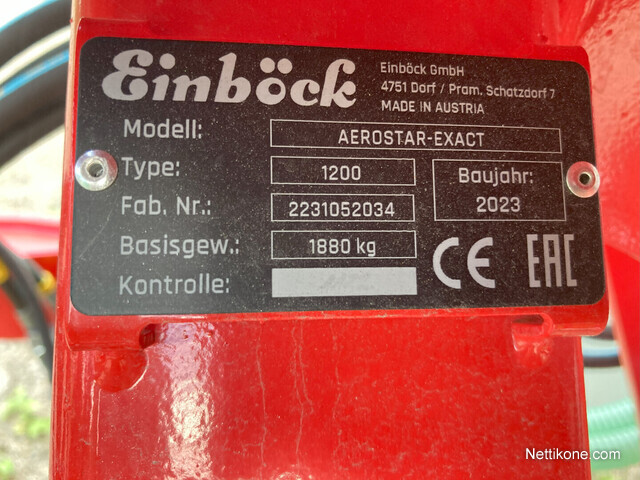 Einböck
Einböck GmbH
4751 Dorf / Pram, Schatzdorf 7
MADE IN AUSTRIA
Modell: AEROSTAR-EXACT
Type: 1200
Baujahr: 2023
Fab. Nr.: 2231052034
Basisgew.: 1880 kg
Kontrolle:
CE EAC
Nettikone.com